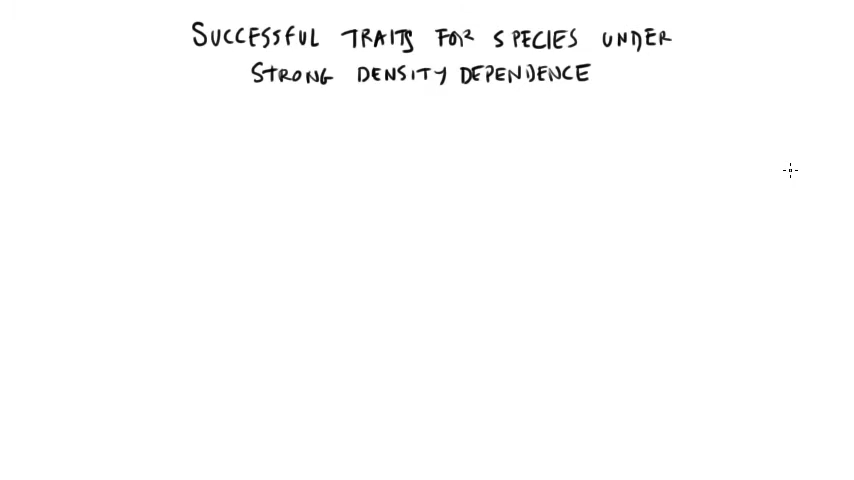 SUCCESSFUL TRAITS FOR SPECIES UNDER
STRONG DENSITY DEPENDENCE